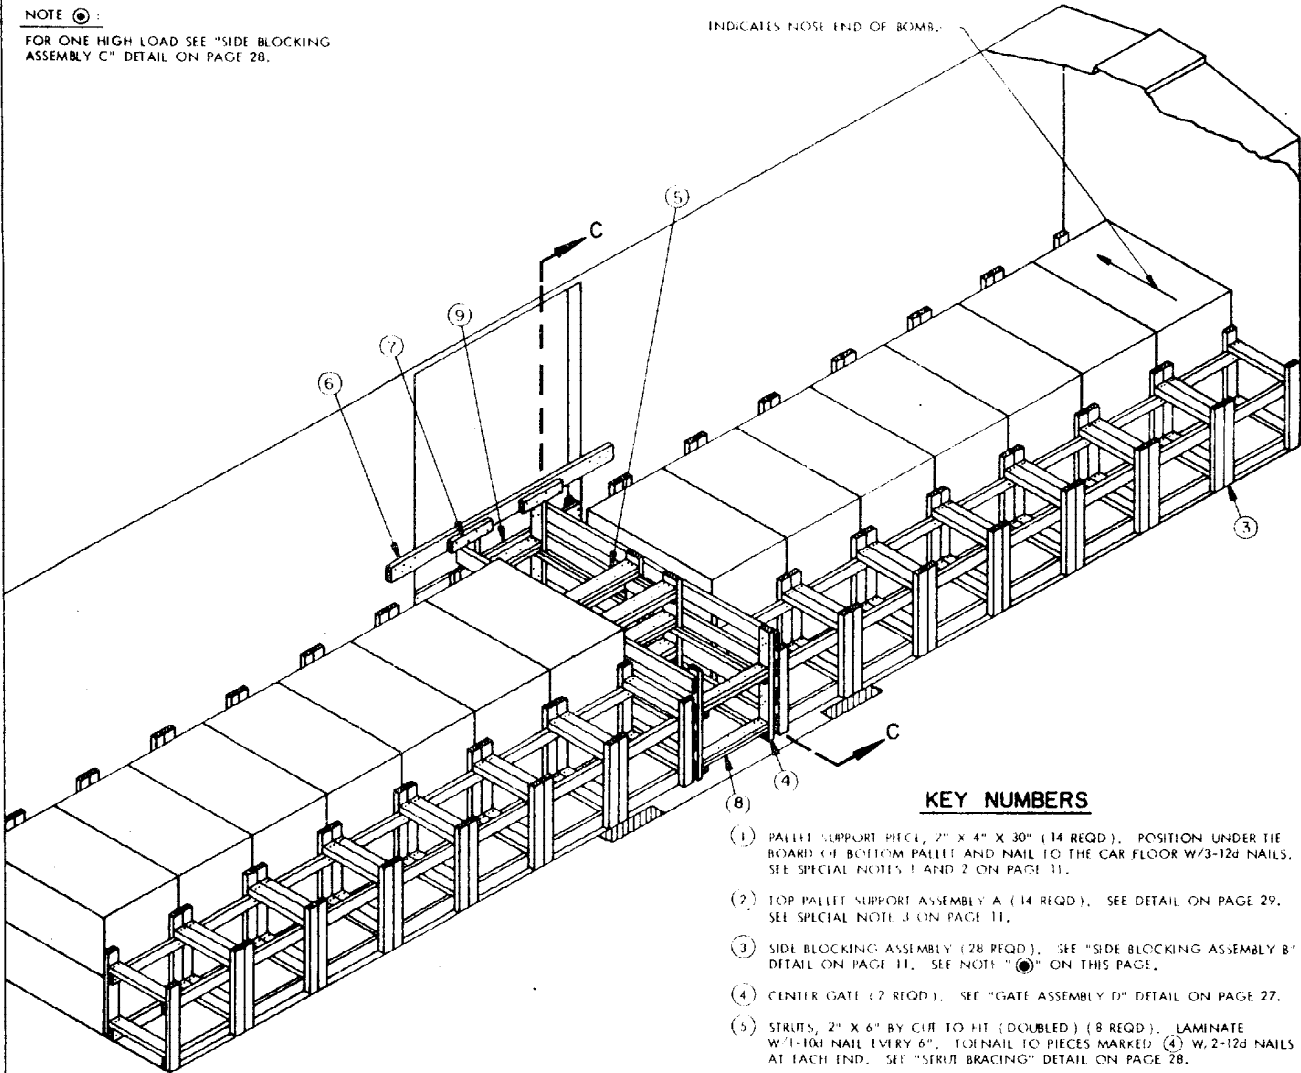 NOTE ◉ :
FOR ONE HIGH LOAD SEE "SIDE BLOCKING
ASSEMBLY C" DETAIL ON PAGE 28.
INDICATES NOSE END OF BOMB.
5
C
9
7
6
3
C
4
8
KEY NUMBERS
1 PALLET SUPPORT PIECE, 2" X 4" X 30" (14 REQD). POSITION UNDER TIE
BOARD OF BOTTOM PALLET AND NAIL TO THE CAR FLOOR W/3-12d NAILS.
SEE SPECIAL NOTES 1 AND 2 ON PAGE 11.
2 TOP PALLET SUPPORT ASSEMBLY A (14 REQD). SEE DETAIL ON PAGE 29.
SEE SPECIAL NOTE 3 ON PAGE 11.
3 SIDE BLOCKING ASSEMBLY (28 REQD). SEE "SIDE BLOCKING ASSEMBLY B"
DETAIL ON PAGE 11. SEE NOTE "◉" ON THIS PAGE.
4 CENTER GATE (2 REQD). SEE "GATE ASSEMBLY D" DETAIL ON PAGE 27.
5 STRUTS, 2" X 6" BY CUT TO FIT (DOUBLED) (8 REQD). LAMINATE
W/1-10d NAIL EVERY 6". TOENAIL TO PIECES MARKED 4 W/2-12d NAILS
AT EACH END. SEE "STRUT BRACING" DETAIL ON PAGE 28.